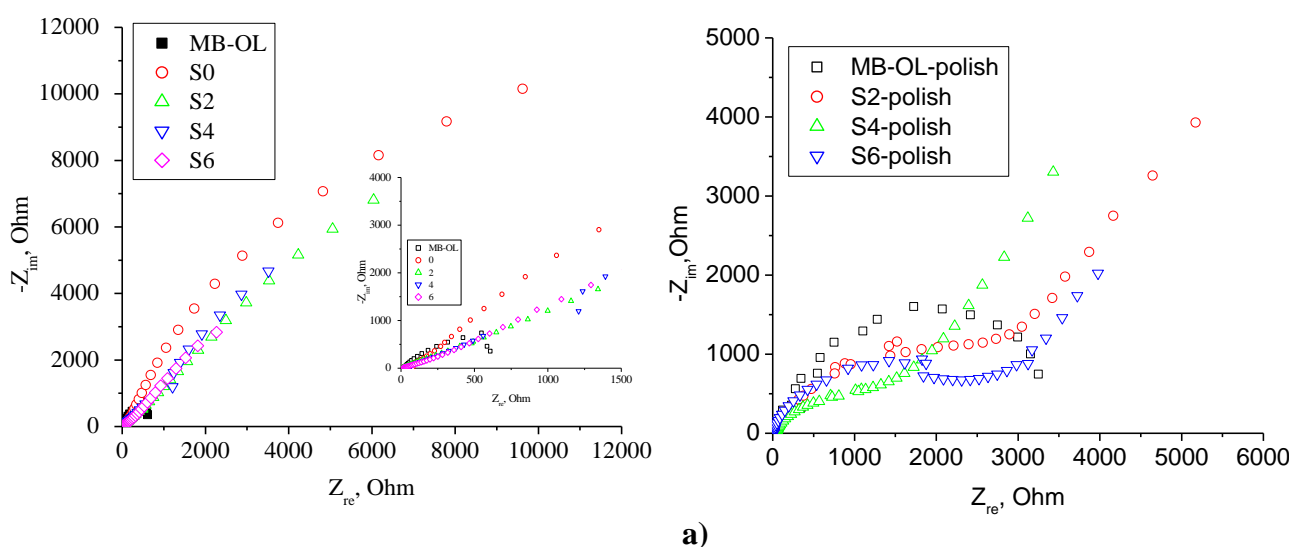 12000
10000
8000
6000
4000
2000
0
0 2000 4000 6000 8000 10000 12000
-Z_im, Ohm
Z_re, Ohm
MB-OL
S0
S2
S4
S6
4000
3000
2000
1000
0
0 500 1000 1500
-Z_im, Ohm
Z_re, Ohm
MB-OL
0
2
4
6
5000
4000
3000
2000
1000
0
0 1000 2000 3000 4000 5000 6000
-Z_im,Ohm
Z_re, Ohm
MB-OL-polish
S2-polish
S4-polish
S6-polish
a)